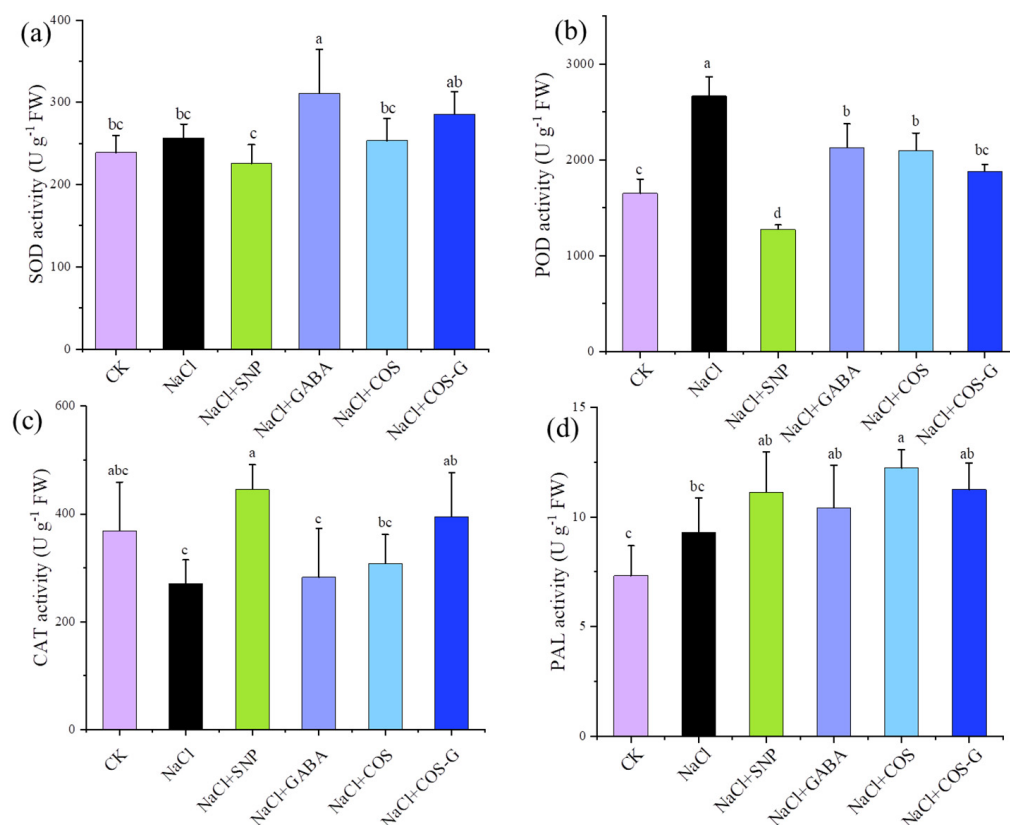 (a)
SOD activity (U g⁻¹ FW)
400
300
200
100
0
bc
bc
c
a
bc
ab
CK
NaCl
NaCl+SNP
NaCl+GABA
NaCl+COS
NaCl+COS-G
(b)
POD activity (U g⁻¹ FW)
3000
2000
1000
0
c
a
d
b
b
bc
CK
NaCl
NaCl+SNP
NaCl+GABA
NaCl+COS
NaCl+COS-G
(c)
CAT activity (U g⁻¹ FW)
600
400
200
0
abc
c
a
c
bc
ab
CK
NaCl
NaCl+SNP
NaCl+GABA
NaCl+COS
NaCl+COS-G
(d)
PAL activity (U g⁻¹ FW)
15
10
5
0
c
bc
ab
ab
a
ab
CK
NaCl
NaCl+SNP
NaCl+GABA
NaCl+COS
NaCl+COS-G